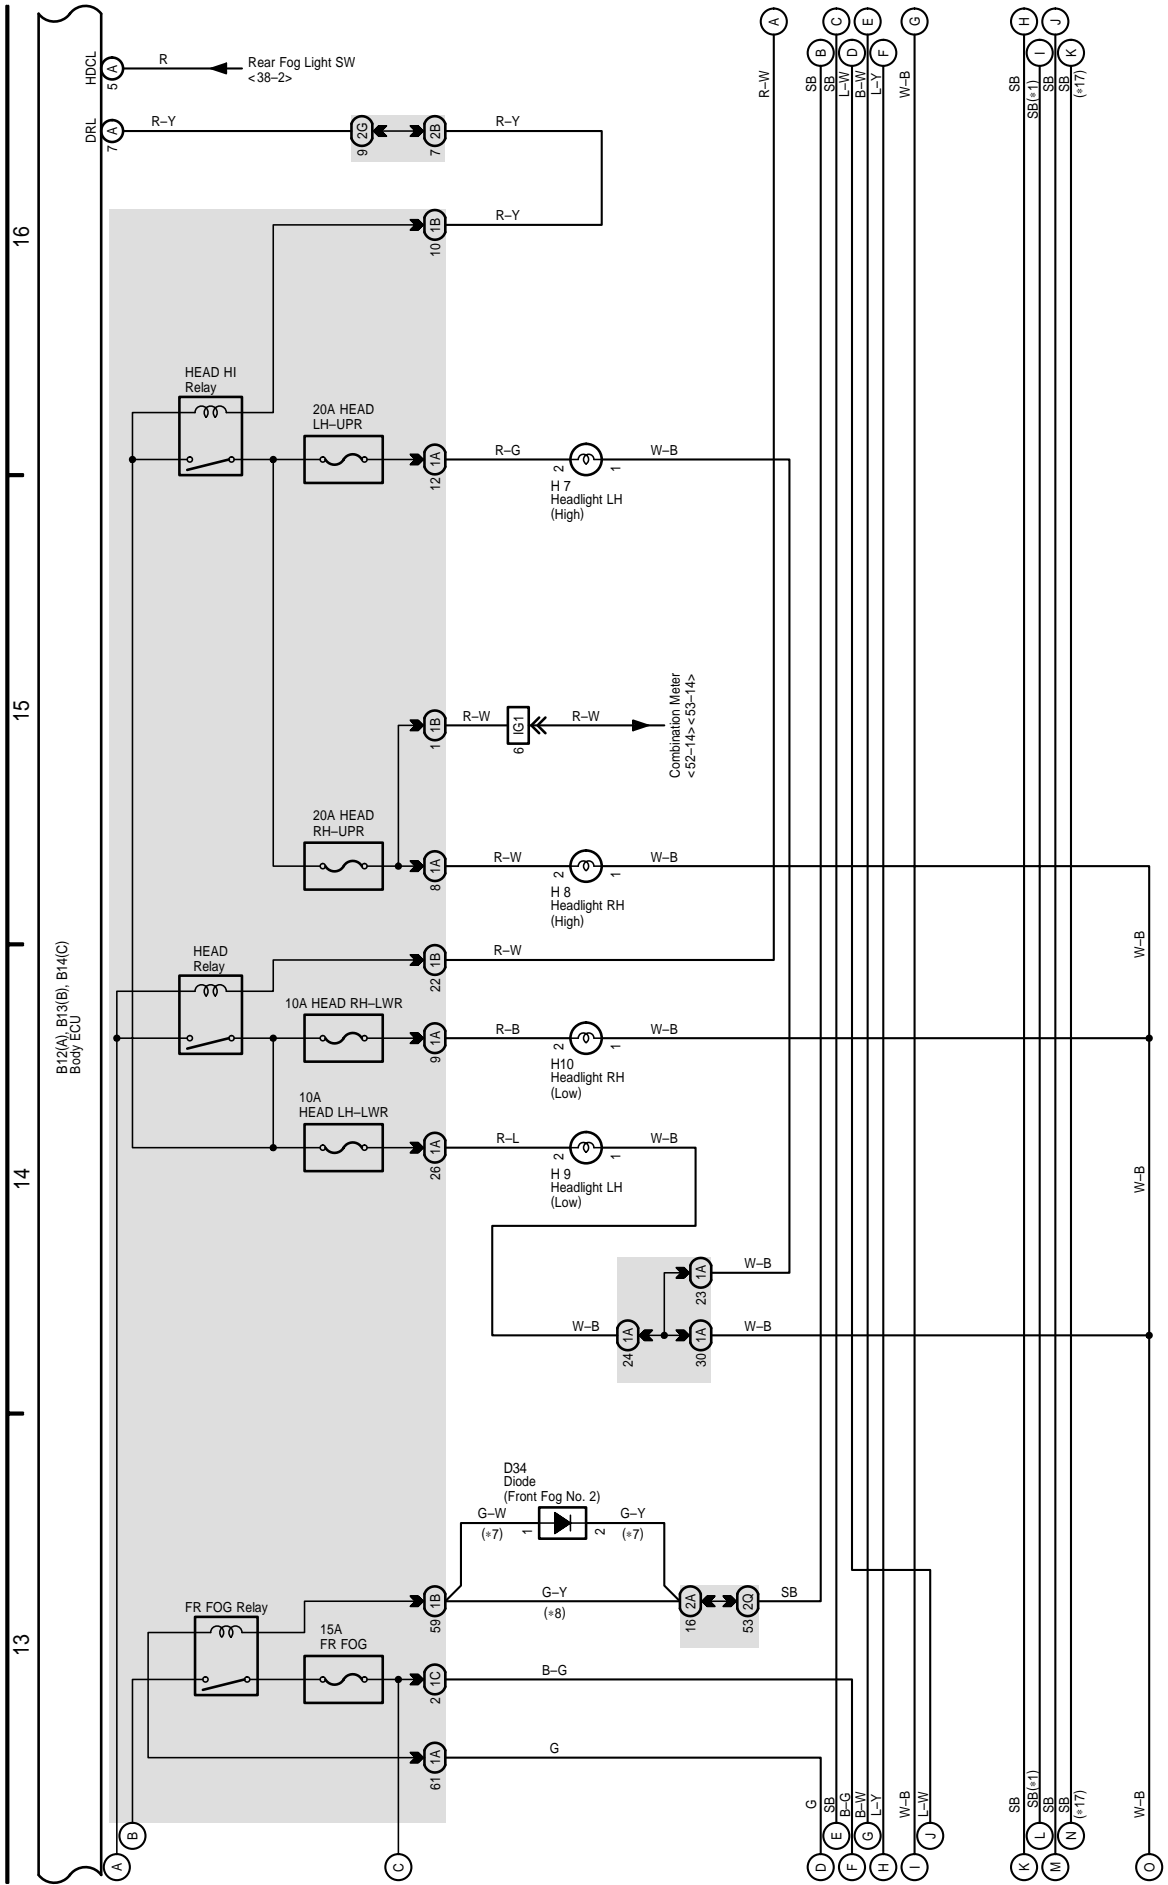 16
15
14
13
B12(A), B13(B), B14(C)
Body ECU
HDCL
A
5
R
Rear Fog Light SW
<38–2>
DRL
A
7
R–Y
2G
9
2B
7
R–Y
1B
10
R–Y
HEAD HI
Relay
20A HEAD
LH–UPR
1A
12
R–G
2
1
W–B
H 7
Headlight LH
(High)
1B
1
R–W
IG1
6
R–W
Combination Meter
<52–14><53–14>
20A HEAD
RH–UPR
1A
8
R–W
2
1
W–B
H 8
Headlight RH
(High)
HEAD
Relay
1B
22
R–W
10A HEAD RH–LWR
1A
9
R–B
2
1
W–B
H10
Headlight RH
(Low)
10A
HEAD LH–LWR
1A
26
R–L
2
1
W–B
H 9
Headlight LH
(Low)
1A
23
W–B
W–B
1A
24
1A
30
W–B
D34
Diode
(Front Fog No. 2)
G–W
(*7)
1
2
G–Y
(*7)
FR FOG Relay
1B
59
G–Y
(*8)
2A
16
2Q
53
SB
15A
FR FOG
1C
2
B–G
1A
61
G
A
B
C
A
R–W
B
SB
C
SB
D
L–W
E
B–W
F
L–Y
G
W–B
H
SB
I
SB(*1)
J
SB
K
SB
(*17)
W–B
W–B
G
D
SB
E
B–G
F
B–W
G
L–Y
H
W–B
I
L–W
J
SB
K
SB(*1)
L
SB
M
SB
(*17)
N
W–B
O